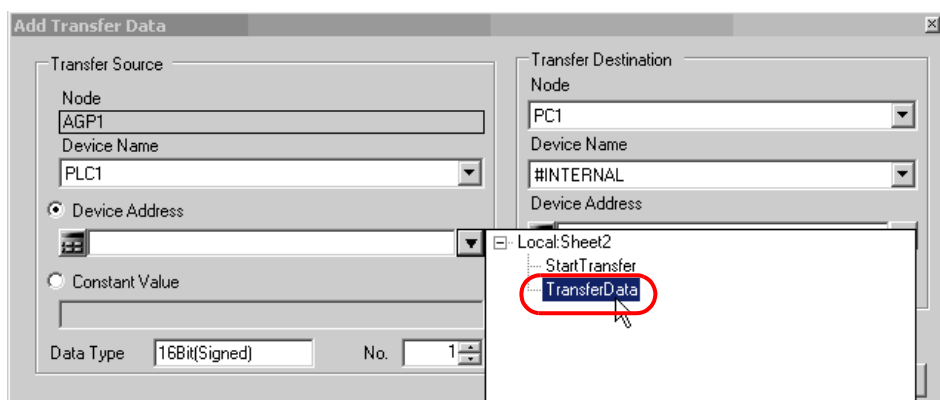 Add Transfer Data
Transfer Source
Node
AGP1
Device Name
PLC1
Device Address
Constant Value
Data Type 16Bit(Signed) No. 1
Transfer Destination
Node
PC1
Device Name
#INTERNAL
Device Address
Local:Sheet2
StartTransfer
TransferData